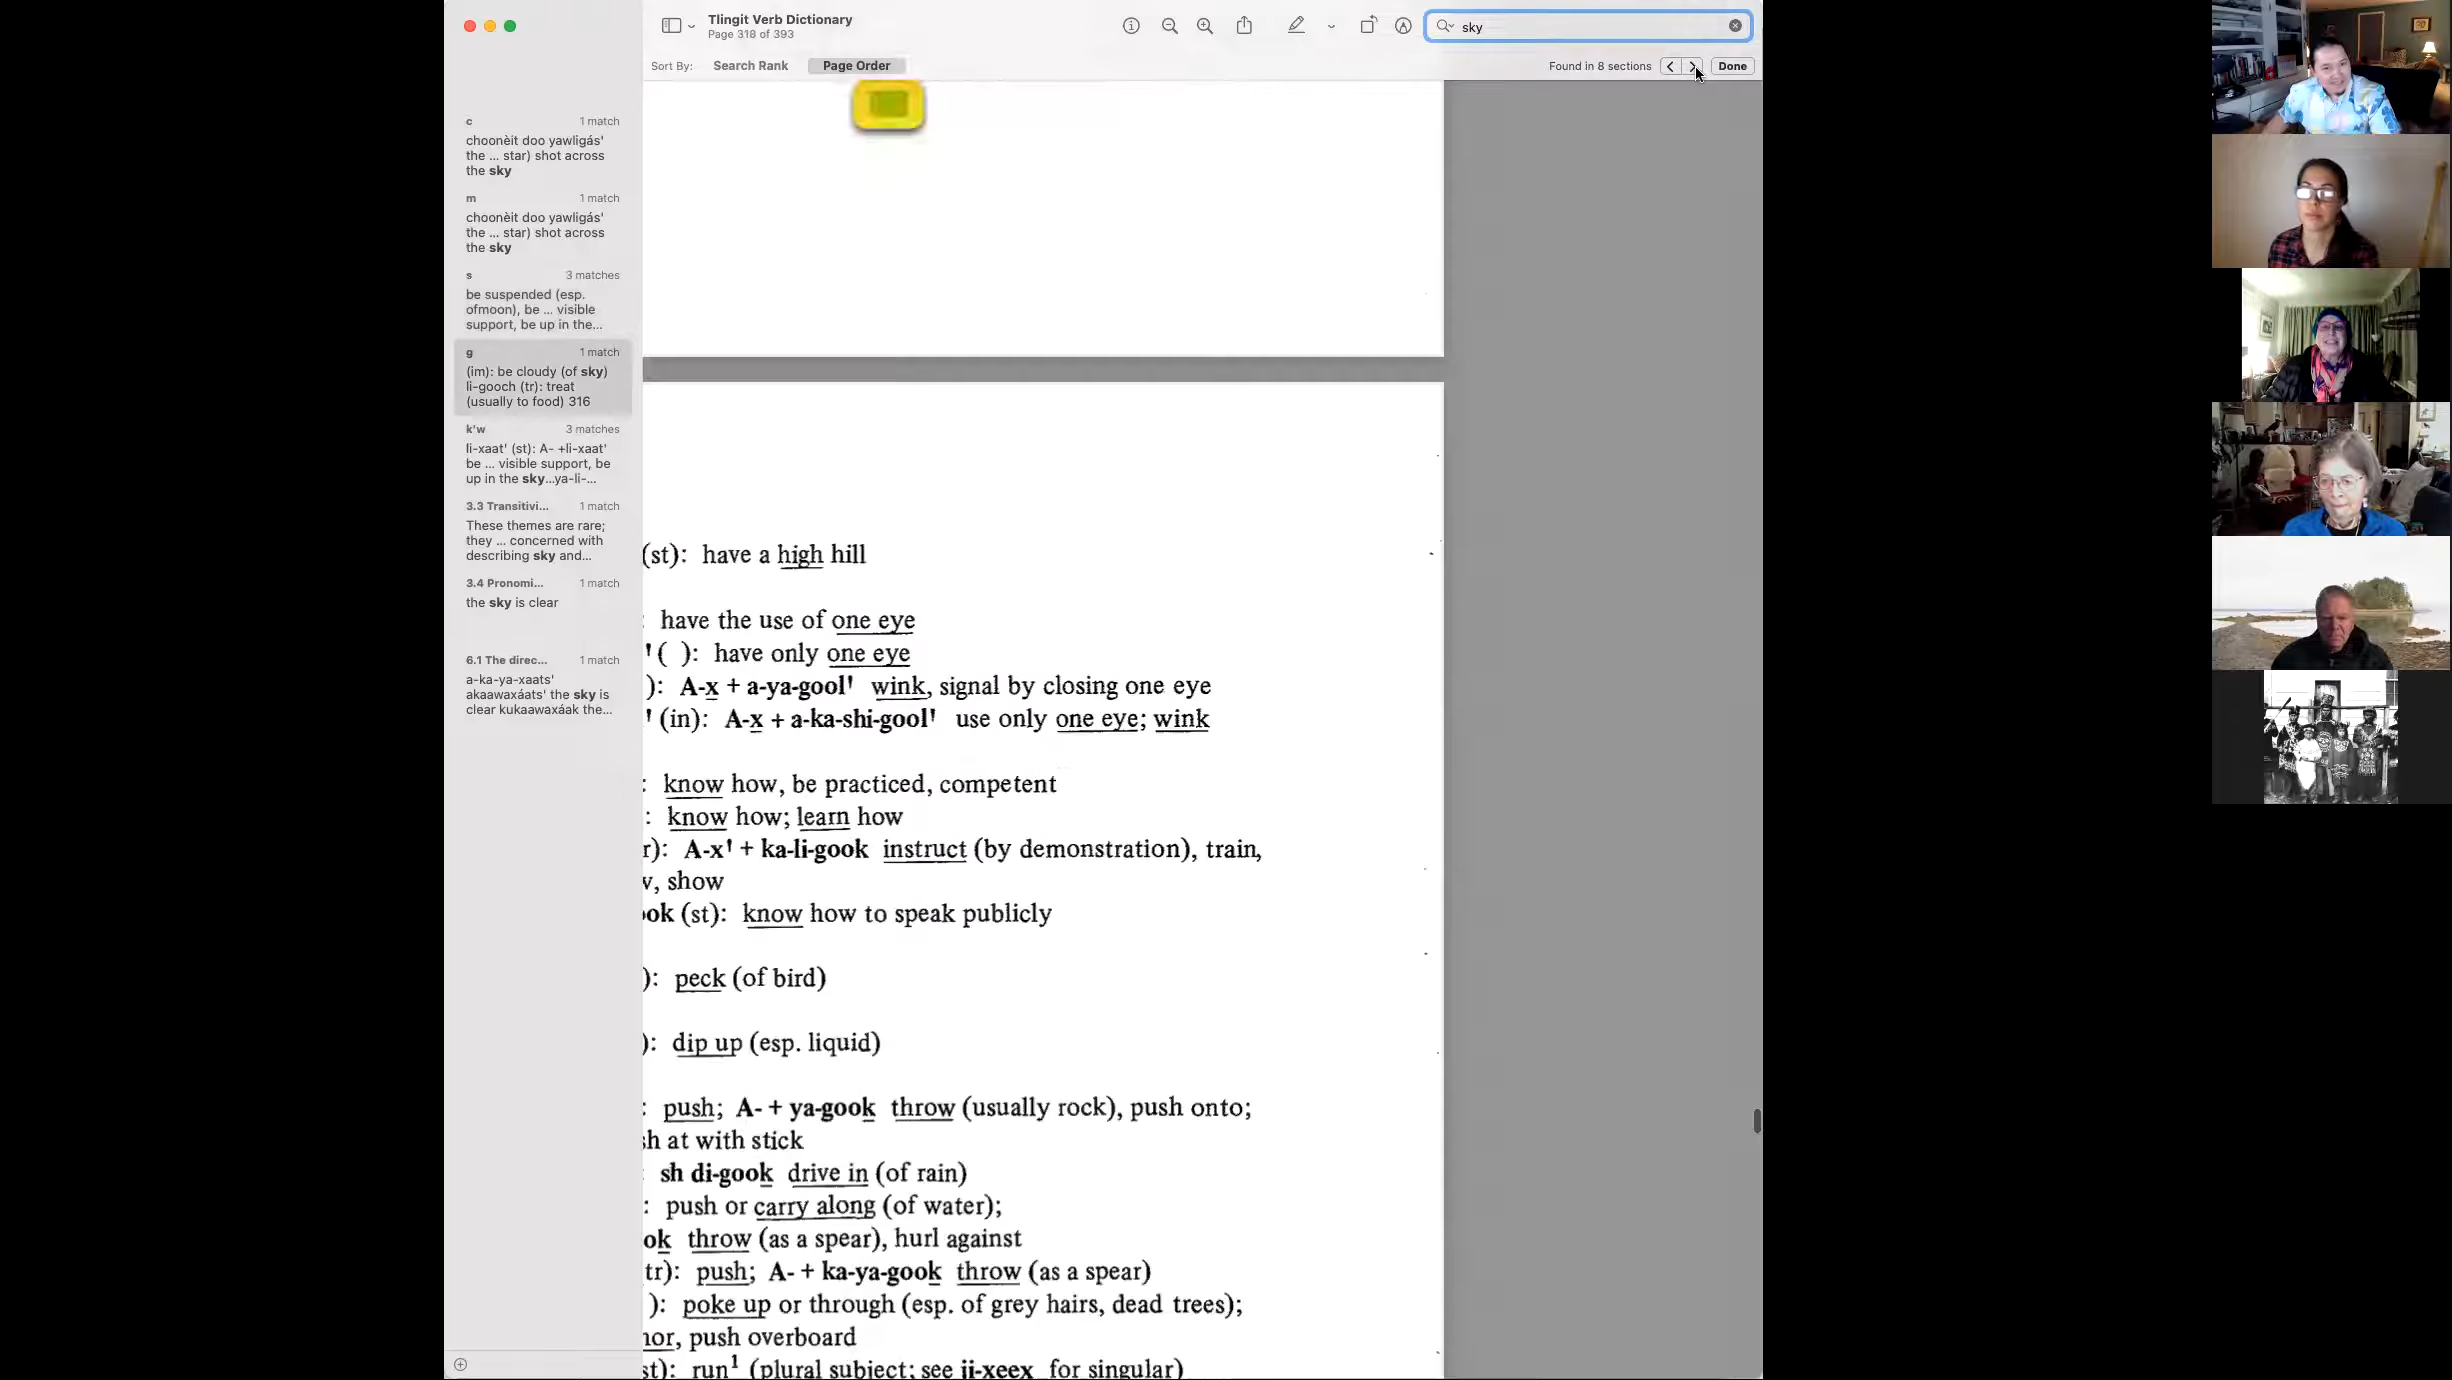 Tlingit Verb Dictionary
Page 318 of 393
sky
Sort By: Search Rank Page Order
Found in 8 sections Done
c 1 match
choonèit doo yawligás'
the ... star) shot across
the sky
m 1 match
choonèit doo yawligás'
the ... star) shot across
the sky
s 3 matches
be suspended (esp.
ofmoon), be ... visible
support, be up in the...
g 1 match
(im): be cloudy (of sky)
li-gooch (tr): treat
(usually to food) 316
k'w 3 matches
li-xaat' (st): A- +li-xaat'
be ... visible support, be
up in the sky...ya-li-...
3.3 Transitivi... 1 match
These themes are rare;
they ... concerned with
describing sky and...
3.4 Pronomi... 1 match
the sky is clear
6.1 The direc... 1 match
a-ka-ya-xaats'
akaawaxáats' the sky is
clear kukaawaxáak the...
(st): have a high hill
: have the use of one eye
'( ): have only one eye
): A-x + a-ya-gool' wink, signal by closing one eye
' (in): A-x + a-ka-shi-gool' use only one eye; wink
: know how, be practiced, competent
: know how; learn how
r): A-x' + ka-li-gook instruct (by demonstration), train,
, show
ook (st): know how to speak publicly
): peck (of bird)
): dip up (esp. liquid)
: push; A- + ya-gook throw (usually rock), push onto;
sh at with stick
sh di-gook drive in (of rain)
: push or carry along (of water);
ok throw (as a spear), hurl against
tr): push; A- + ka-ya-gook throw (as a spear)
): poke up or through (esp. of grey hairs, dead trees);
hor, push overboard
st): run1 (plural subject; see ji-xeex for singular)